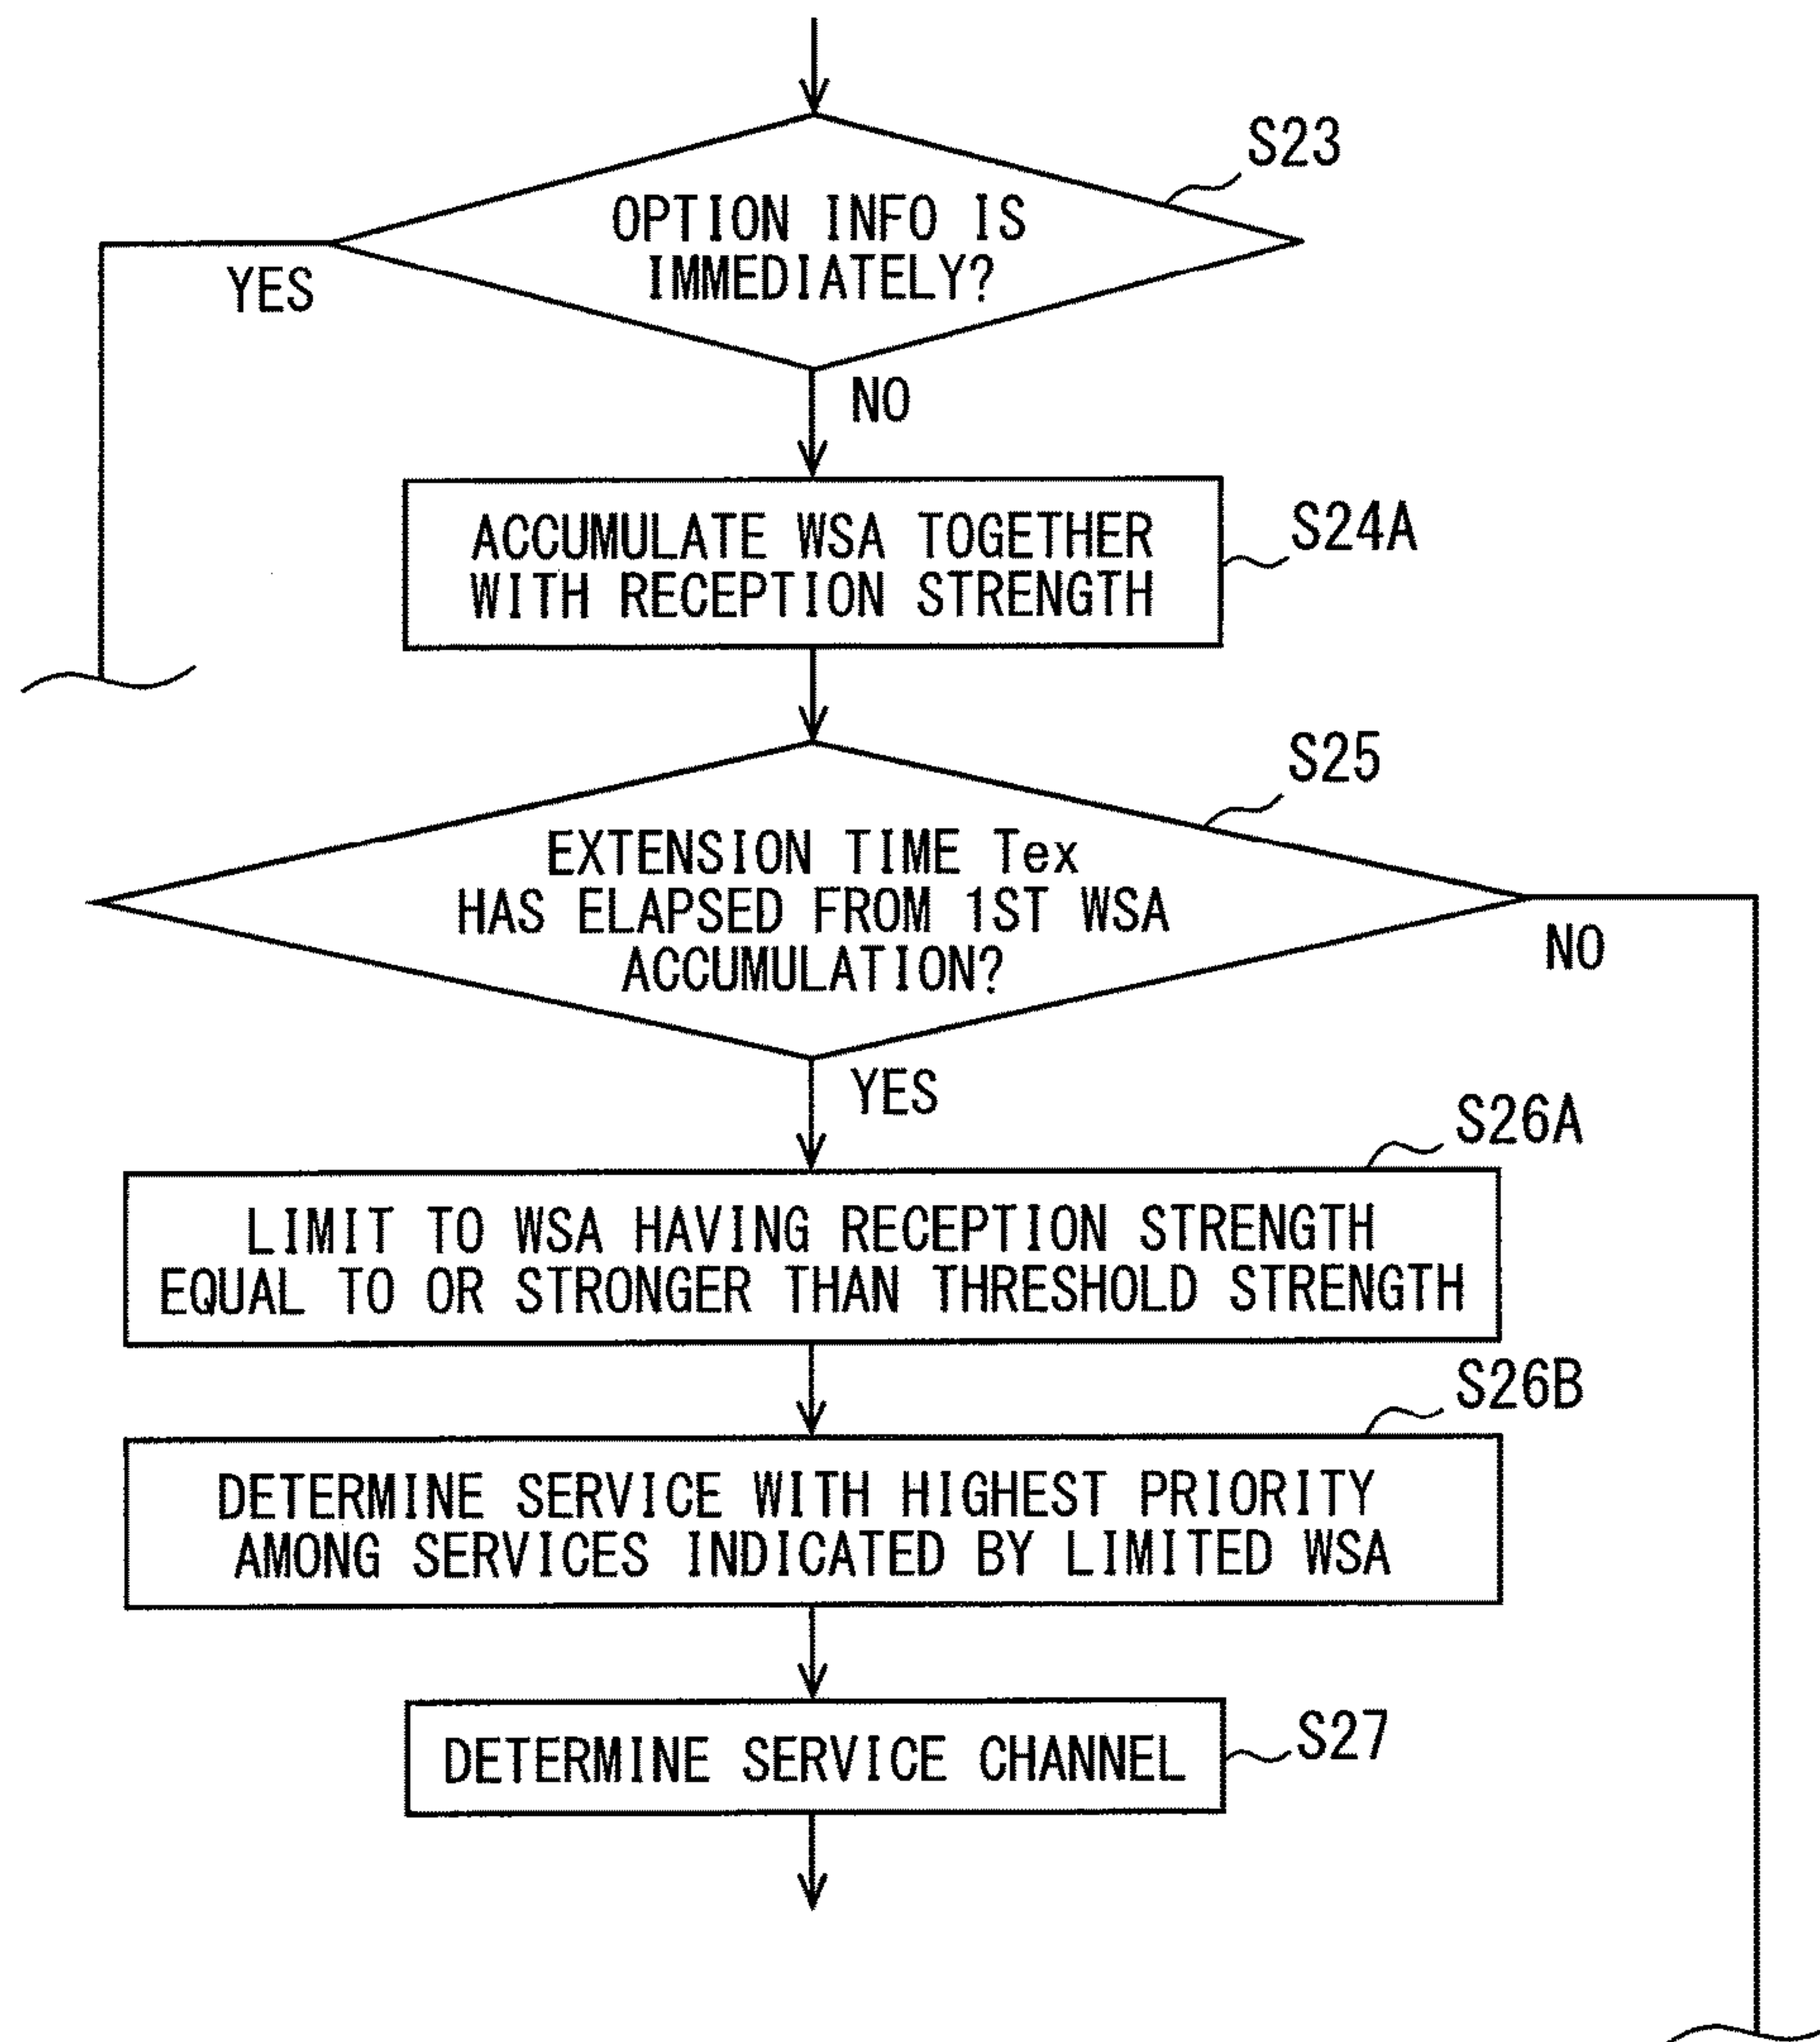 S23
OPTION INFO IS
IMMEDIATELY?
YES
NO
ACCUMULATE WSA TOGETHER
WITH RECEPTION STRENGTH
S24A
S25
EXTENSION TIME Tex
HAS ELAPSED FROM 1ST WSA
ACCUMULATION?
NO
YES
S26A
LIMIT TO WSA HAVING RECEPTION STRENGTH
EQUAL TO OR STRONGER THAN THRESHOLD STRENGTH
S26B
DETERMINE SERVICE WITH HIGHEST PRIORITY
AMONG SERVICES INDICATED BY LIMITED WSA
DETERMINE SERVICE CHANNEL
S27